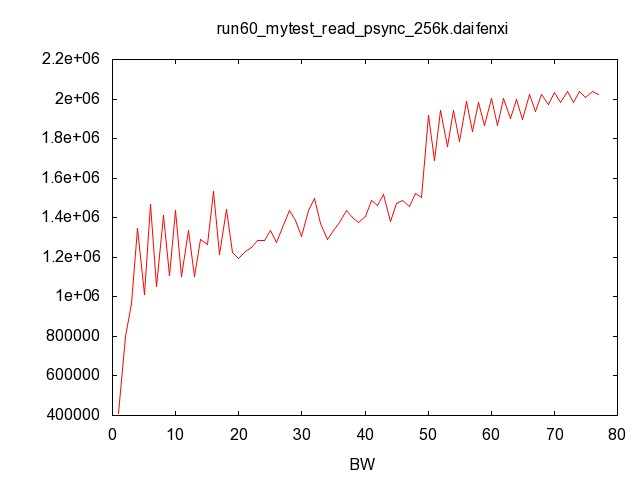 run60_mytest_read_psync_256k.daifenxi
2.2e+06
2e+06
1.8e+06
1.6e+06
1.4e+06
1.2e+06
1e+06
800000
600000
400000
0 10 20 30 40 50 60 70 80
BW